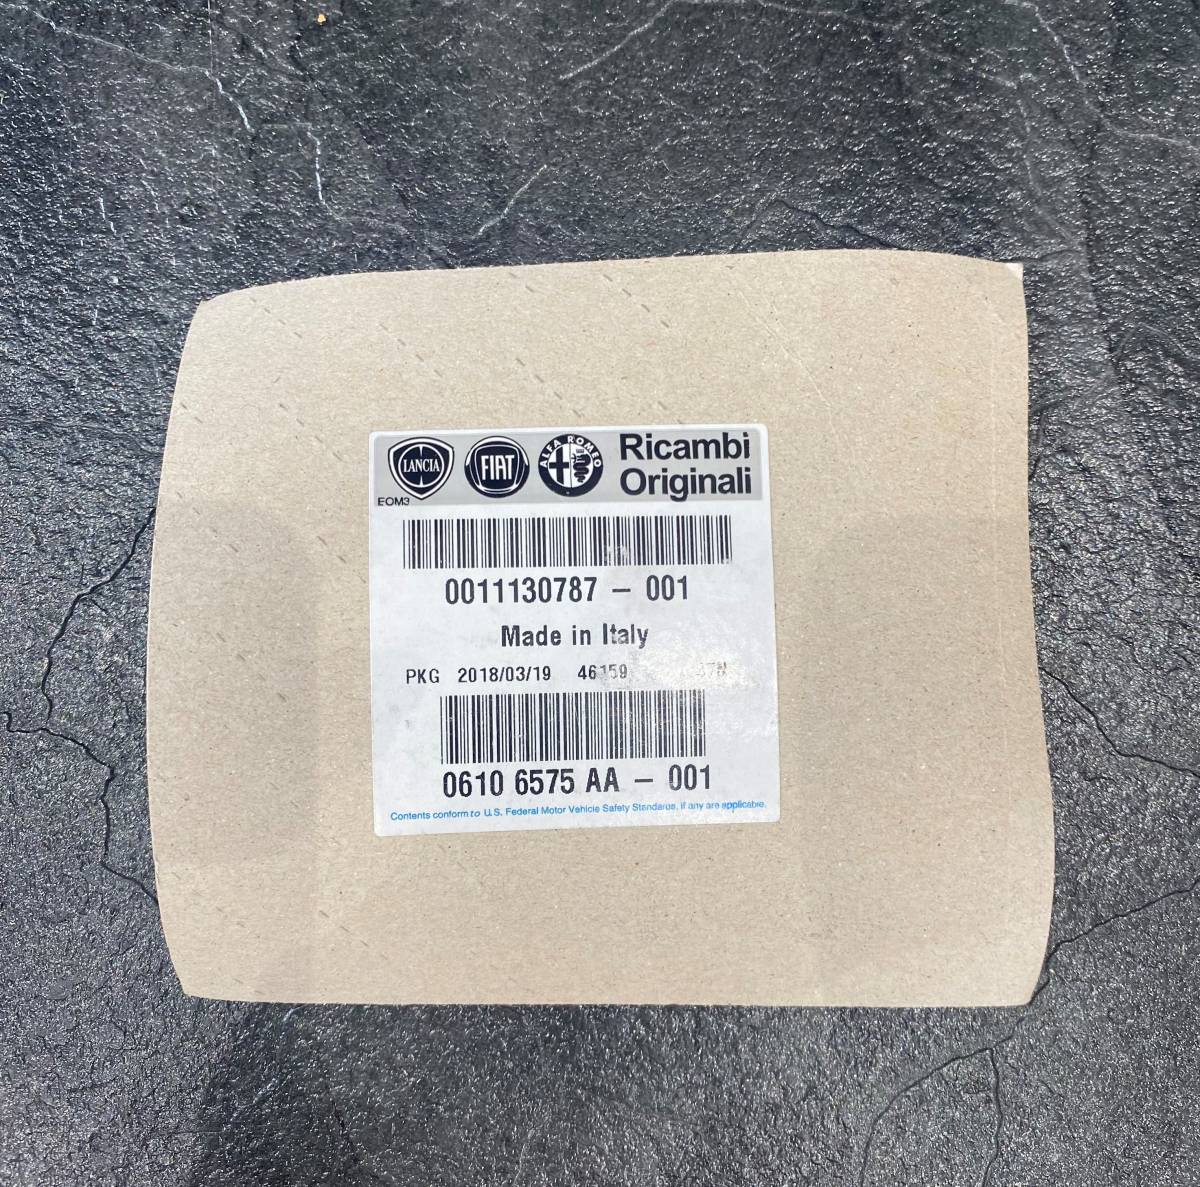 LANCIA FIAT ALFA ROMEO Ricambi
Originali
EOM3
0011130787 - 001
Made in Italy
PKG 2018/03/19 46159
0610 6575 AA - 001
Contents conform to U.S. Federal Motor Vehicle Safety Standards, if any are applicable.